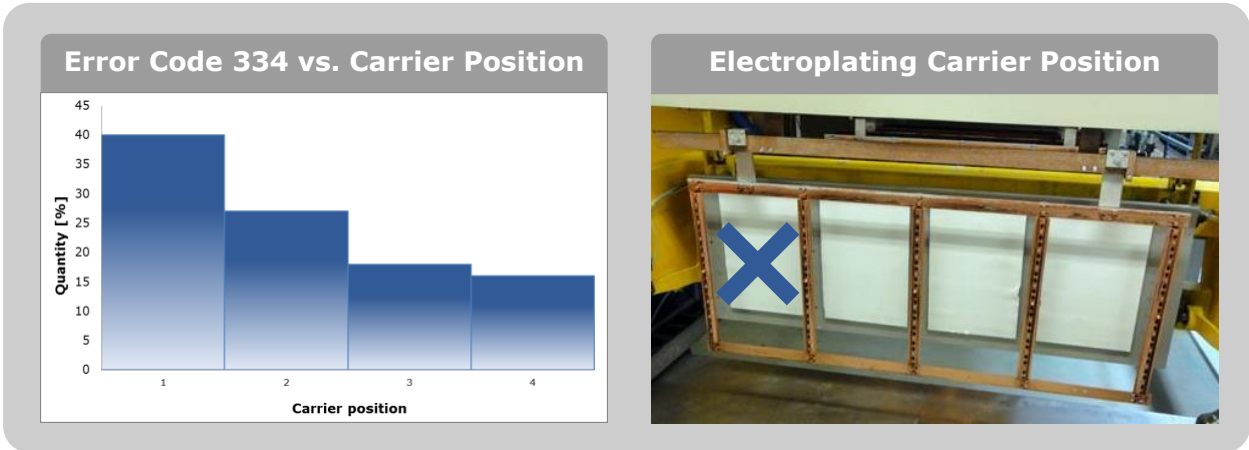 Error Code 334 vs. Carrier Position
45
40
35
30
25
20
15
10
5
0
Quantity [%]
1 2 3 4
Carrier position
Electroplating Carrier Position